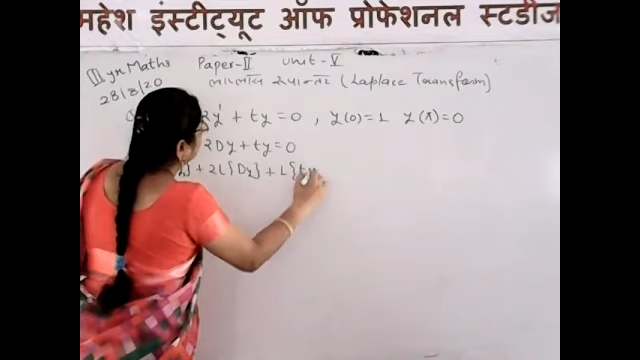 महेश इंस्टीट्यूट ऑफ प्रोफेशनल स्टडीज
III yr Maths Paper-II Unit-V
28/8/20 लाप्लास रूपान्तर (Laplace Transform)
2y' + ty = 0 , y(0)=1 y(π)=0
2Dy + ty = 0
] + 2L{Dy] + L{ty